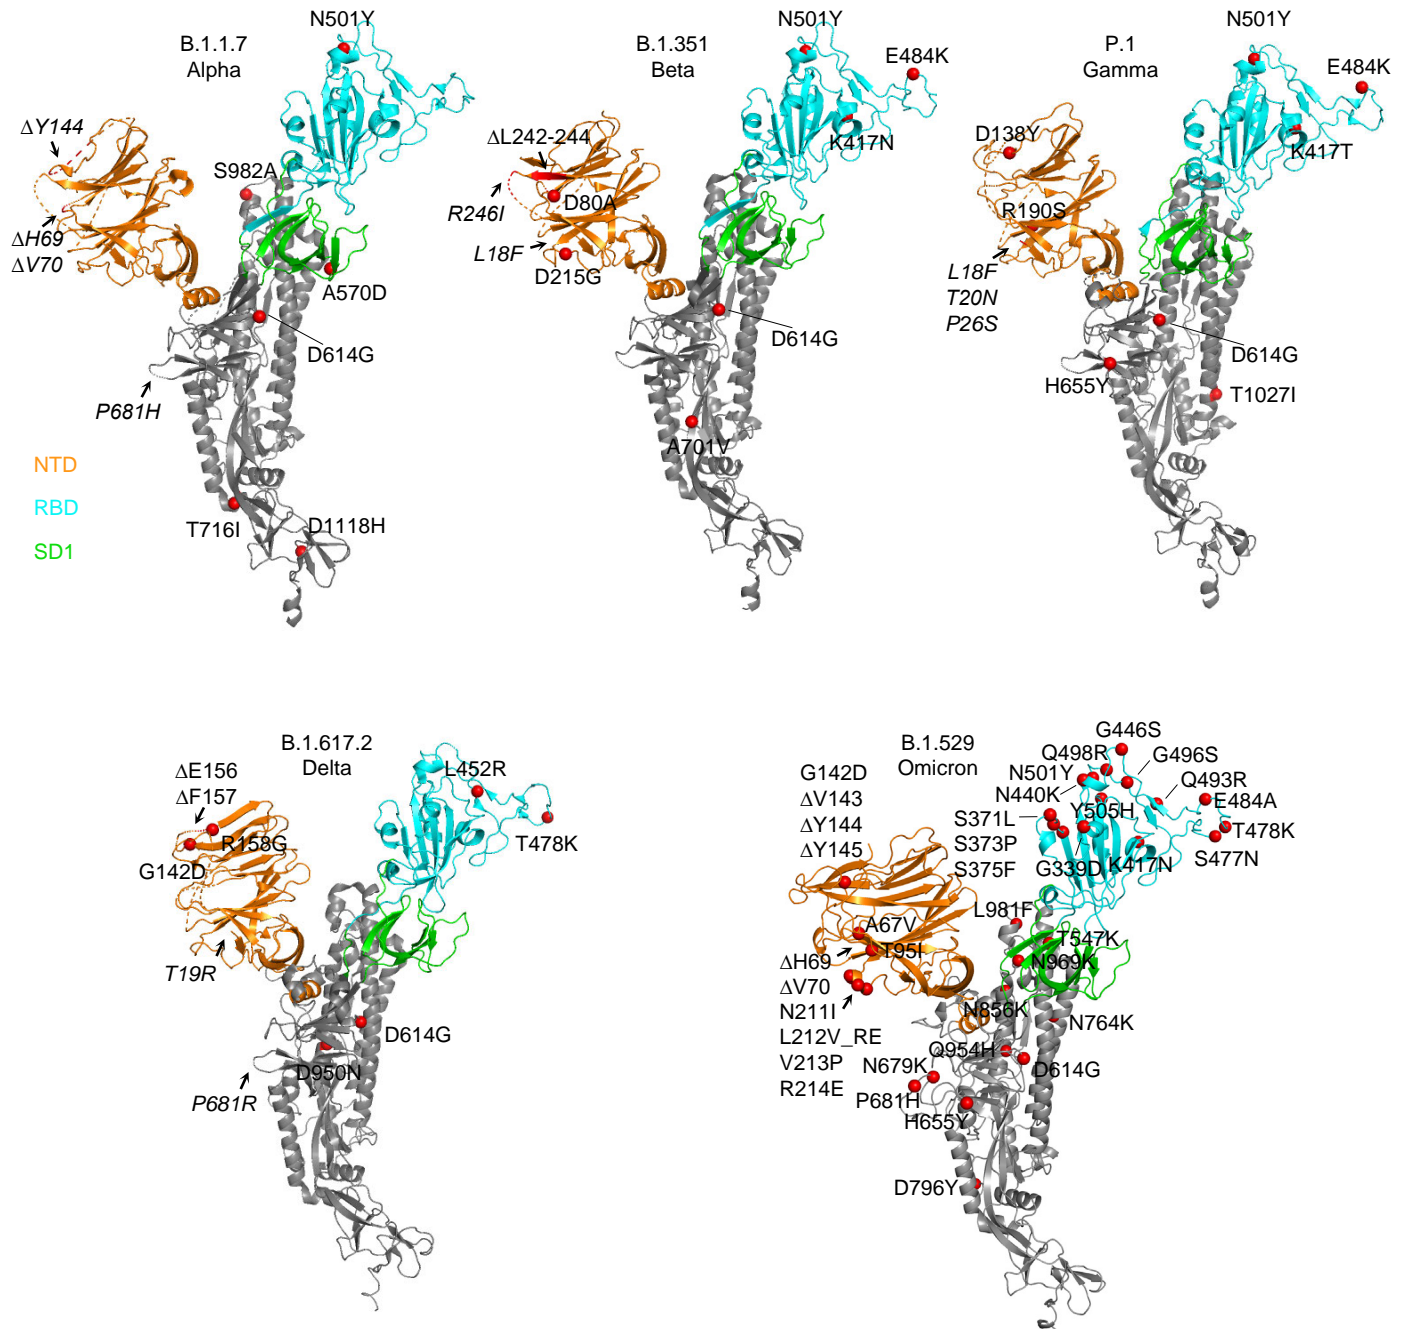 B.1.1.7
Alpha
N501Y
ΔY144
S982A
ΔH69
ΔV70
A570D
D614G
P681H
T716I
D1118H
NTD
RBD
SD1
B.1.351
Beta
N501Y
E484K
K417N
ΔL242-244
D80A
R246I
L18F
D215G
D614G
A701V
P.1
Gamma
N501Y
E484K
D138Y
K417T
R190S
L18F
T20N
P26S
D614G
H655Y
T1027I
B.1.617.2
Delta
L452R
ΔE156
ΔF157
R158G
T478K
G142D
T19R
D614G
D950N
P681R
B.1.529
Omicron
G446S
Q498R
G496S
N501Y
Q493R
N440K
E484A
Y505H
T478K
S371L
S373P
S375F
S477N
G339D
K417N
G142D
ΔV143
ΔY144
ΔY145
L981F
A67V
T95I
T547K
N969K
ΔH69
ΔV70
N211I
L212V_RE
V213P
R214E
N856K
N764K
Q954H
D614G
N679K
P681H
H655Y
D796Y